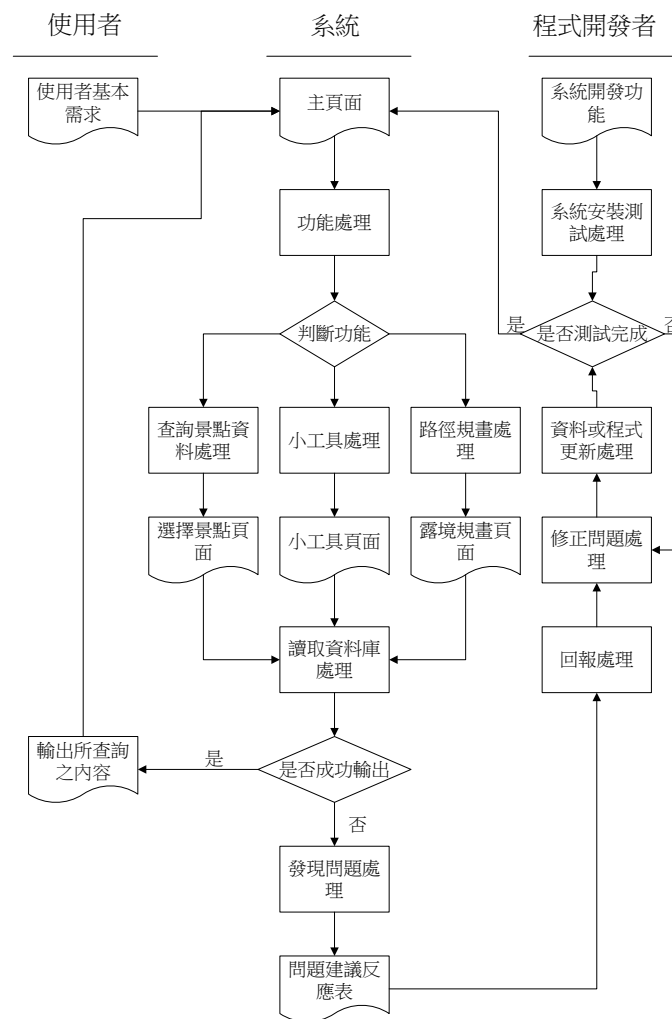 使用者
系統
程式開發者
使用者基本
需求
主頁面
系統開發功
能
功能處理
系統安裝測
試處理
判斷功能
是
是否測試完成
否
查詢景點資
料處理
小工具處理
路徑規畫處
理
資料或程式
更新處理
選擇景點頁
面
小工具頁面
露境規畫頁
面
修正問題處
理
讀取資料庫
處理
回報處理
輸出所查詢
之內容
是
是否成功輸出
否
發現問題處
理
問題建議反
應表